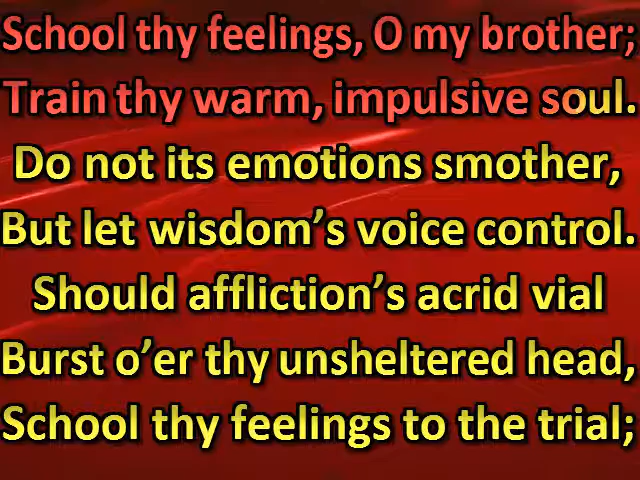 School thy feelings, O my brother;
Train thy warm, impulsive soul.
Do not its emotions smother,
But let wisdom’s voice control.
Should affliction’s acrid vial
Burst o’er thy unsheltered head,
School thy feelings to the trial;